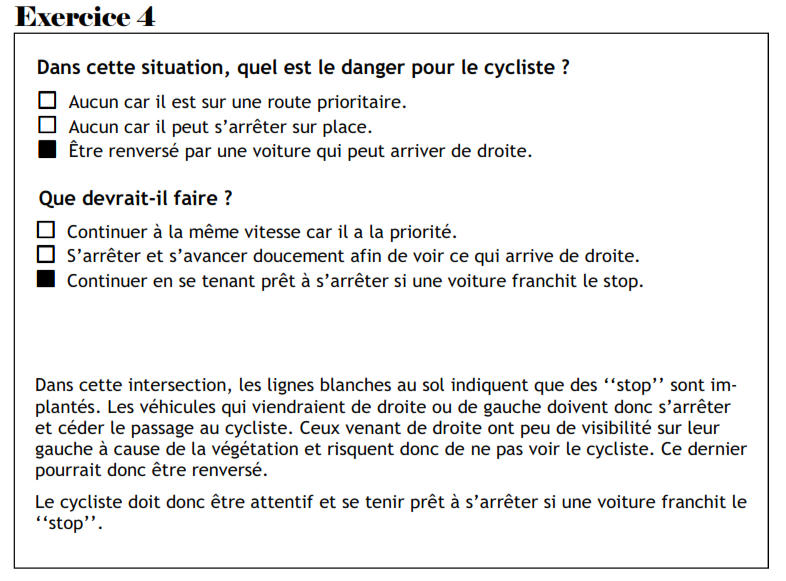 Exercice 4
Dans cette situation, quel est le danger pour le cycliste ?
Aucun car il est sur une route prioritaire.
Aucun car il peut s’arrêter sur place.
Être renversé par une voiture qui peut arriver de droite.
Que devrait-il faire ?
Continuer à la même vitesse car il a la priorité.
S’arrêter et s’avancer doucement afin de voir ce qui arrive de droite.
Continuer en se tenant prêt à s’arrêter si une voiture franchit le stop.
Dans cette intersection, les lignes blanches au sol indiquent que des ‘‘stop’’ sont im-
plantés. Les véhicules qui viendraient de droite ou de gauche doivent donc s’arrêter
et céder le passage au cycliste. Ceux venant de droite ont peu de visibilité sur leur
gauche à cause de la végétation et risquent donc de ne pas voir le cycliste. Ce dernier
pourrait donc être renversé.
Le cycliste doit donc être attentif et se tenir prêt à s’arrêter si une voiture franchit le
‘‘stop’’.